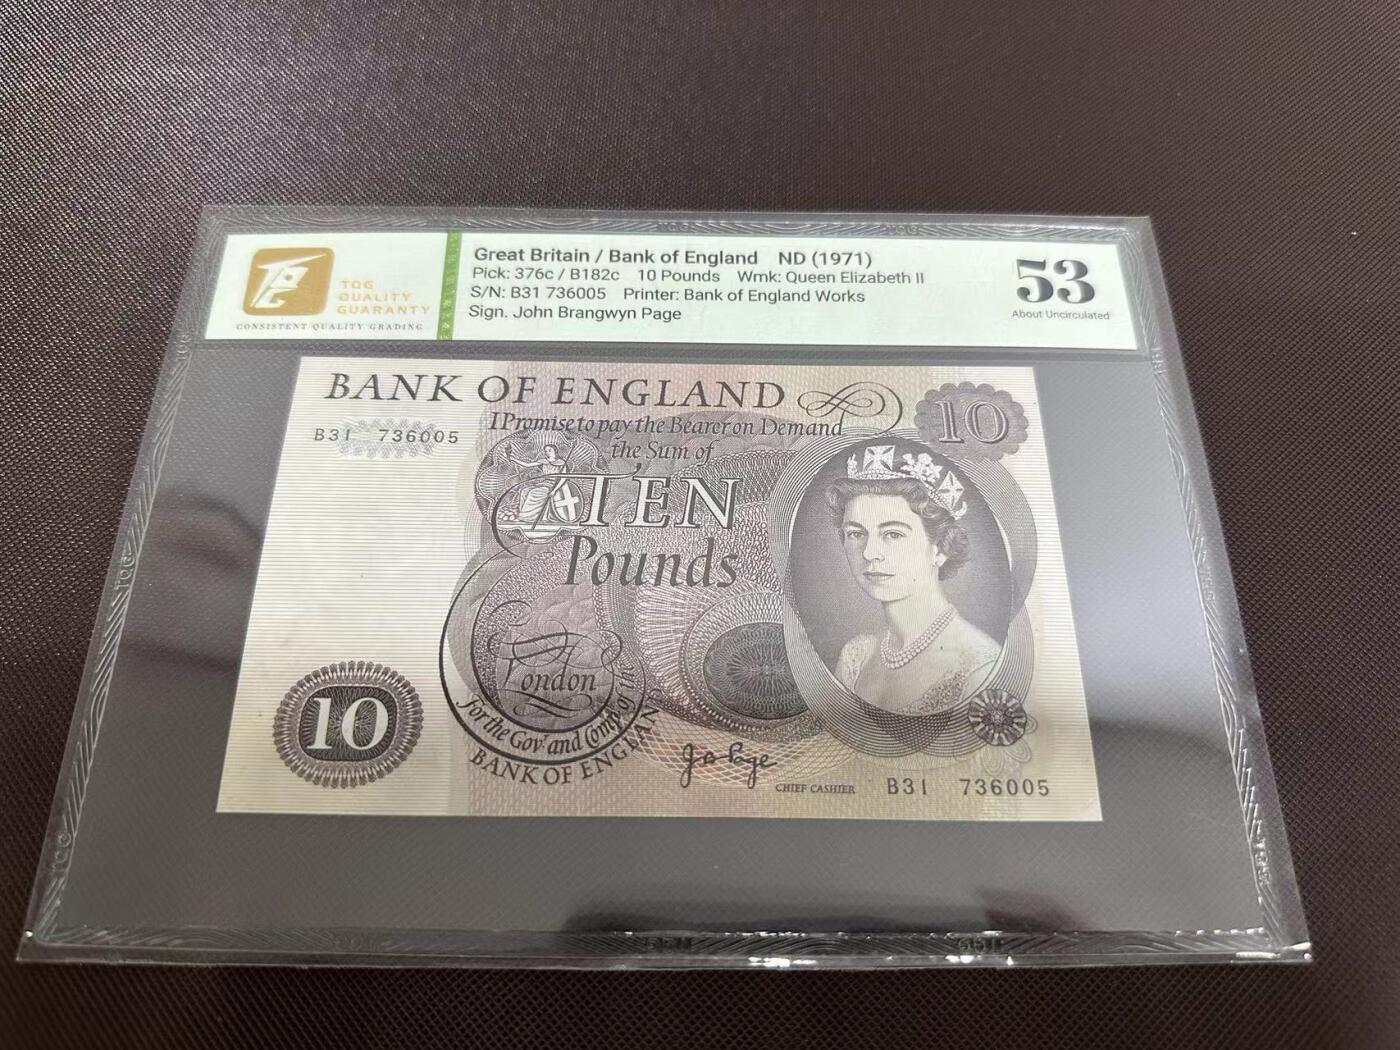 Great Britain / Bank of England ND (1971)
Pick: 376c / B182c 10 Pounds Wmk: Queen Elizabeth II
S/N: B31 736005 Printer: Bank of England Works
Sign. John Brangwyn Page
TQG
QUALITY
GUARANTY
CONSISTENT QUALITY GRADING
53
About Uncirculated
BANK OF ENGLAND
10
B31 736005
I Promise to pay the Bearer on Demand
the Sum of
TEN
Pounds
London
For the Govr. and Compa. of the
BANK OF ENGLAND
10
J B Page
CHIEF CASHIER
B31 736005